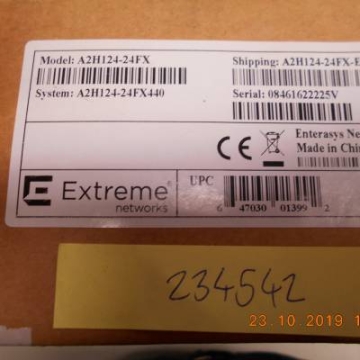 Model: A2H124-24FX
Shipping: A2H124-24FX-E
System: A2H124-24FX440
Serial: 08461622225V
CE
Enterasys Ne
Made in Chin
E Extreme
networks
UPC
6 47030 01399 2
234542
23.10.2019 1